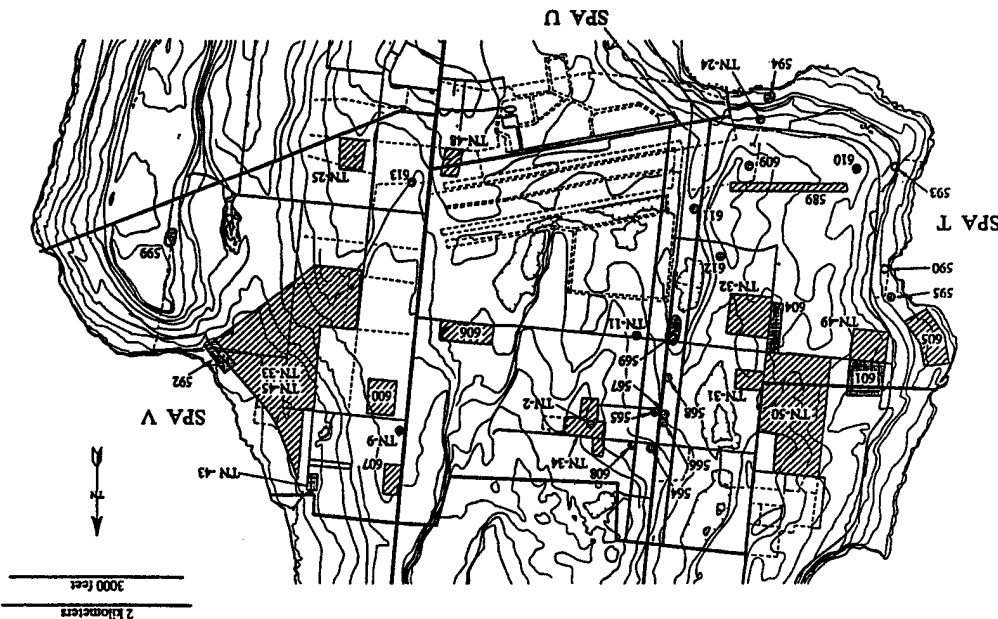 2 kilometers
3000 feet
TN
TN-43
607
564
608
566
TN-34
TN-9
SPA V
TN-50
565
TN-2
568
TN-31
567
600
TN-45
592
601
TN-33
569
605
606
TN-11
TN-49
604
595
TN-32
590
612
599
SPA T
611
593
589
613
TN-25
610
609
TN-48
594
TN-24
SPA U